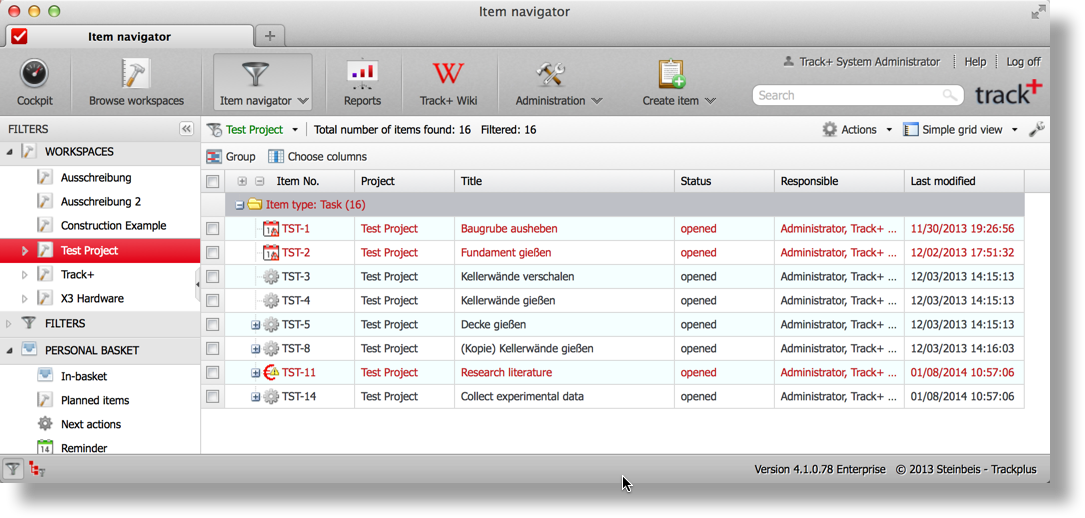 Item navigator
Item navigator
Cockpit
Browse workspaces
Item navigator
Reports
Track+ Wiki
Administration
Create item
Track+ System Administrator
Help
Log off
Search
track+
FILTERS
Test Project
Total number of items found: 16 Filtered: 16
Actions
Simple grid view
WORKSPACES
Group
Choose columns
Ausschreibung
Ausschreibung 2
Construction Example
Test Project
Track+
X3 Hardware
FILTERS
PERSONAL BASKET
In-basket
Planned items
Next actions
14 Reminder
Item No. Project Title Status Responsible Last modified
Item type: Task (16)
TST-1 Test Project Baugrube ausheben opened Administrator, Track+ ... 11/30/2013 19:26:56
TST-2 Test Project Fundament gießen opened Administrator, Track+ ... 12/02/2013 17:51:32
TST-3 Test Project Kellerwände verschalen opened Administrator, Track+ ... 12/03/2013 14:15:13
TST-4 Test Project Kellerwände gießen opened Administrator, Track+ ... 12/03/2013 14:15:13
TST-5 Test Project Decke gießen opened Administrator, Track+ ... 12/03/2013 14:15:13
TST-8 Test Project (Kopie) Kellerwände gießen opened Administrator, Track+ ... 12/03/2013 14:16:03
TST-11 Test Project Research literature opened Administrator, Track+ ... 01/08/2014 10:57:06
TST-14 Test Project Collect experimental data opened Administrator, Track+ ... 01/08/2014 10:57:06
Version 4.1.0.78 Enterprise © 2013 Steinbeis - Trackplus